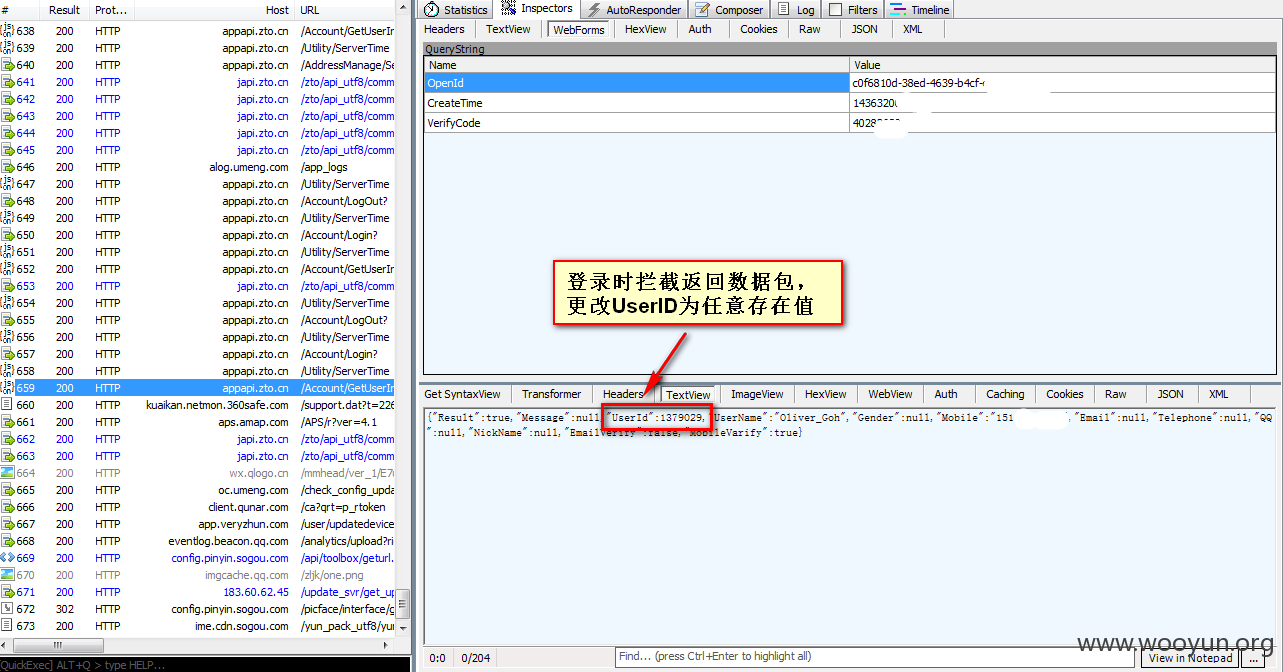 # Result Prot... Host URL
638 200 HTTP appapi.zto.cn /Account/GetUserIn
639 200 HTTP appapi.zto.cn /Utility/ServerTime
640 200 HTTP appapi.zto.cn /AddressManage/Se
641 200 HTTP japi.zto.cn /zto/api_utf8/comm
642 200 HTTP japi.zto.cn /zto/api_utf8/comm
643 200 HTTP japi.zto.cn /zto/api_utf8/comm
644 200 HTTP japi.zto.cn /zto/api_utf8/comm
645 200 HTTP japi.zto.cn /zto/api_utf8/comm
646 200 HTTP alog.umeng.com /app_logs
647 200 HTTP appapi.zto.cn /Utility/ServerTime
648 200 HTTP appapi.zto.cn /Account/LogOut?
649 200 HTTP appapi.zto.cn /Utility/ServerTime
650 200 HTTP appapi.zto.cn /Account/Login?
651 200 HTTP appapi.zto.cn /Utility/ServerTime
652 200 HTTP appapi.zto.cn /Account/GetUserIn
653 200 HTTP japi.zto.cn /zto/api_utf8/comm
654 200 HTTP appapi.zto.cn /Utility/ServerTime
655 200 HTTP appapi.zto.cn /Account/LogOut?
656 200 HTTP appapi.zto.cn /Utility/ServerTime
657 200 HTTP appapi.zto.cn /Account/Login?
658 200 HTTP appapi.zto.cn /Utility/ServerTime
659 200 HTTP appapi.zto.cn /Account/GetUserIn
660 200 HTTP kuaikan.netmon.360safe.com /support.dat?t=226
661 200 HTTP aps.amap.com /APS/r?ver=4.1
662 200 HTTP japi.zto.cn /zto/api_utf8/comm
663 200 HTTP japi.zto.cn /zto/api_utf8/comm
664 200 HTTP wx.qlogo.cn /mmhead/ver_1/E7
665 200 HTTP oc.umeng.com /check_config_upda
666 200 HTTP client.qunar.com /ca?qrt=p_rtoken
667 200 HTTP app.veryzhun.com /user/updatedevice
668 200 HTTP eventlog.beacon.qq.com /analytics/upload?ri
669 200 HTTP config.pinyin.sogou.com /api/toolbox/geturl.
670 200 HTTP imgcache.qq.com /zljk/one.png
671 200 HTTP 183.60.62.45 /update_svr/get_up
672 302 HTTP config.pinyin.sogou.com /picface/interface/g
673 200 HTTP ime.cdn.sogou.com /yun_pack_utf8/yun
[QuickExec] ALT+Q > type HELP...
Statistics Inspectors AutoResponder Composer Log Filters Timeline
Headers TextView WebForms HexView Auth Cookies Raw JSON XML
QueryString
Name Value
OpenId c0f6810d-38ed-4639-b4cf-
CreateTime 1436320
VerifyCode 4028
登录时拦截返回数据包，
更改UserID为任意存在值
Get SyntaxView Transformer Headers TextView ImageView HexView WebView Auth Caching Cookies Raw JSON XML
{"Result":true,"Message":null,"UserId":1379029,"UserName":"Oliver_Goh","Gender":null,"Mobile":"151 ,"Email":null,"Telephone":null,"QQ
":null,"NickName":null,"EmailVerify":false,"MobileVarify":true}
www.wooyun.org
0:0 0/204 Find... (press Ctrl+Enter to highlight all) View in Notepad ...